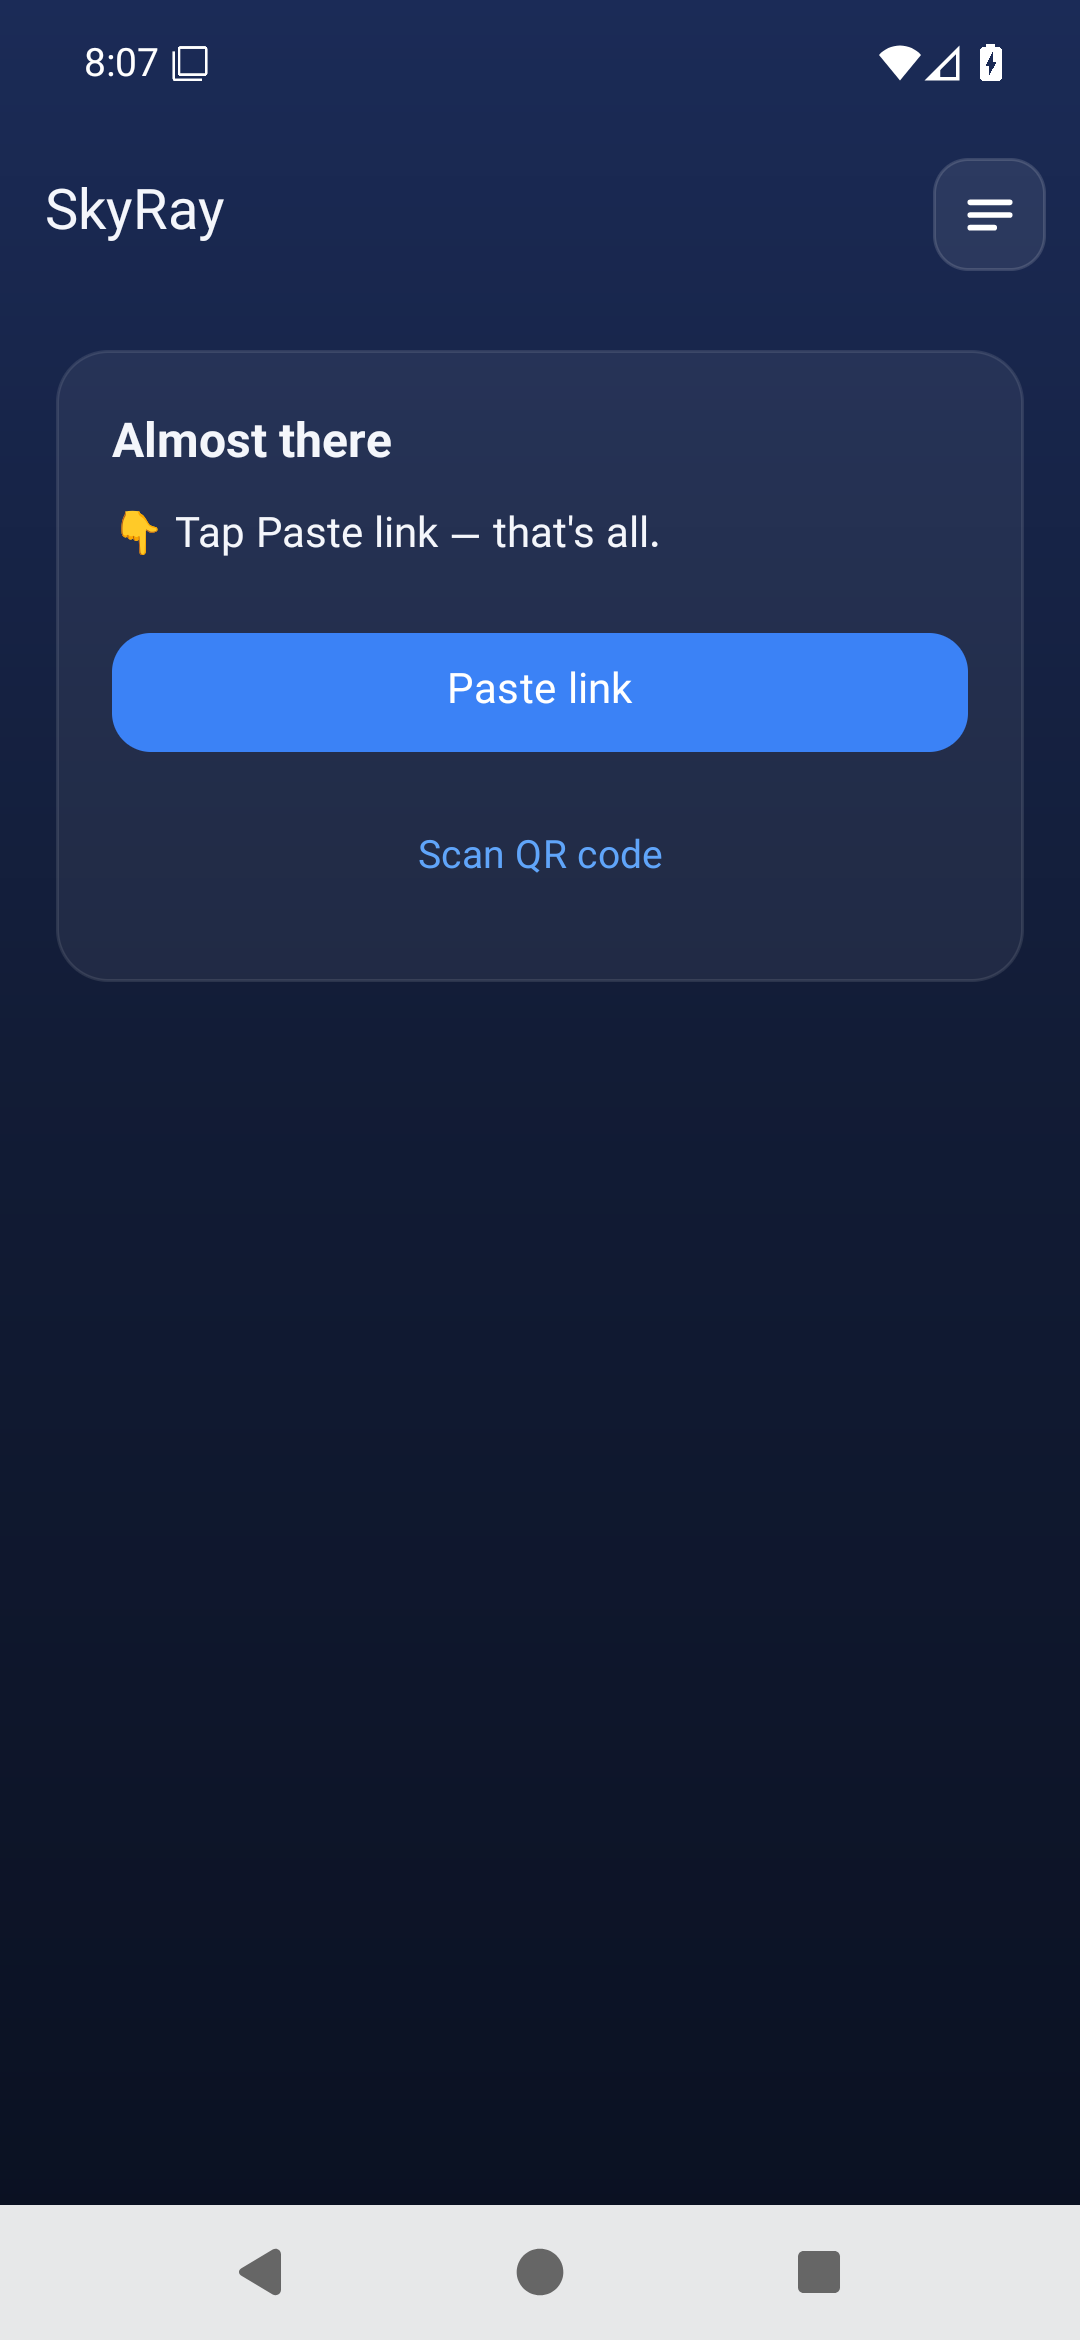 8:07
SkyRay
Almost there
👇 Tap Paste link — that's all.
Paste link
Scan QR code